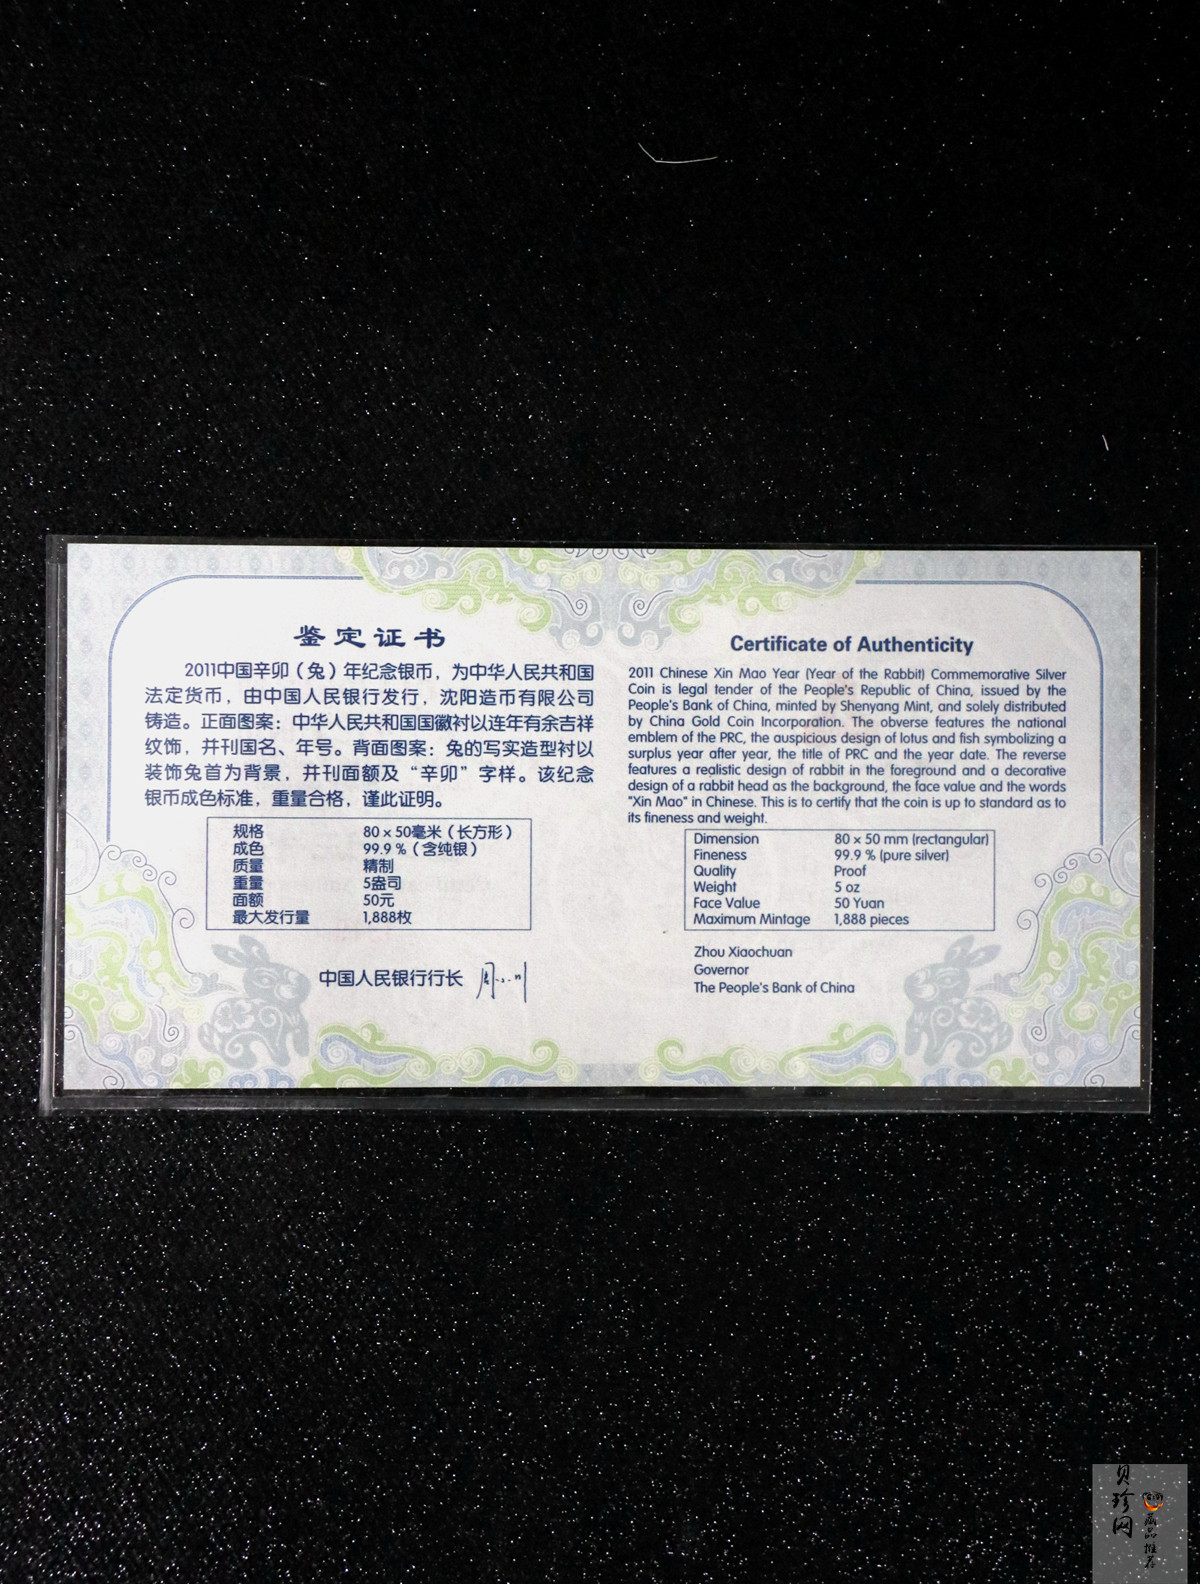 鉴定证书
2011中国辛卯（兔）年纪念银币，为中华人民共和国
法定货币，由中国人民银行发行，沈阳造币有限公司
铸造。正面图案：中华人民共和国国徽衬以连年有余吉祥
纹饰，并刊国名、年号。背面图案：兔的写实造型衬以
装饰兔首为背景，并刊面额及“辛卯”字样。该纪念
银币成色标准，重量合格，谨此证明。
规格 80×50毫米（长方形）
成色 99.9％（含纯银）
质量 精制
重量 5盎司
面额 50元
最大发行量 1,888枚
中国人民银行行长
Certificate of Authenticity
2011 Chinese Xin Mao Year (Year of the Rabbit) Commemorative Silver
Coin is legal tender of the People's Republic of China, issued by the
People's Bank of China, minted by Shenyang Mint, and solely distributed
by China Gold Coin Incorporation. The obverse features the national
emblem of the PRC, the auspicious design of lotus and fish symbolizing a
surplus year after year, the title of PRC and the year date. The reverse
features a realistic design of rabbit in the foreground and a decorative
design of a rabbit head as the background, the face value and the words
"Xin Mao" in Chinese. This is to certify that the coin is up to standard as to
its fineness and weight.
Dimension 80×50 mm (rectangular)
Fineness 99.9 % (pure silver)
Quality Proof
Weight 5 oz
Face Value 50 Yuan
Maximum Mintage 1,888 pieces
Zhou Xiaochuan
Governor
The People's Bank of China
贝珍网
藏品推荐